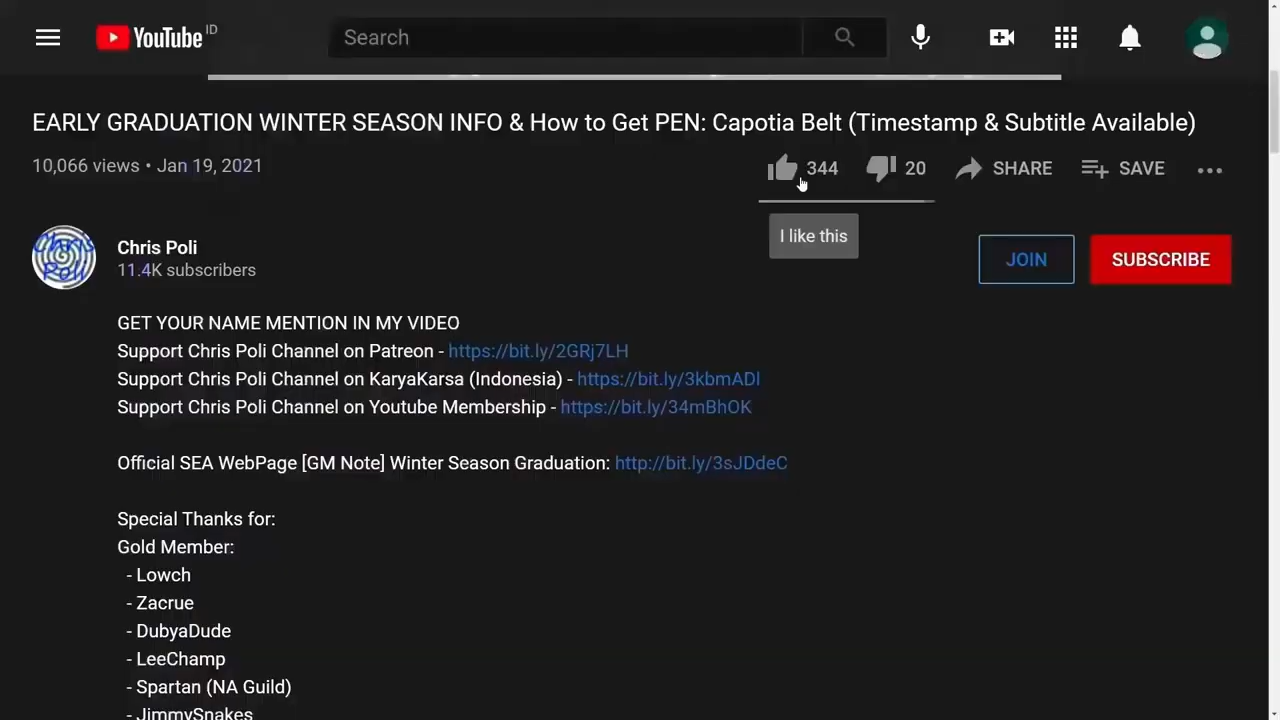 YouTube ID
Search
EARLY GRADUATION WINTER SEASON INFO & How to Get PEN: Capotia Belt (Timestamp & Subtitle Available)
10,066 views • Jan 19, 2021
344 20 SHARE SAVE
I like this
Chris Poli
Chris Poli
11.4K subscribers
JOIN SUBSCRIBE
GET YOUR NAME MENTION IN MY VIDEO
Support Chris Poli Channel on Patreon - https://bit.ly/2GRj7LH
Support Chris Poli Channel on KaryaKarsa (Indonesia) - https://bit.ly/3kbmADl
Support Chris Poli Channel on Youtube Membership - https://bit.ly/34mBhOK
Official SEA WebPage [GM Note] Winter Season Graduation: http://bit.ly/3sJDdeC
Special Thanks for:
Gold Member:
- Lowch
- Zacrue
- DubyaDude
- LeeChamp
- Spartan (NA Guild)
- JimmySnakes